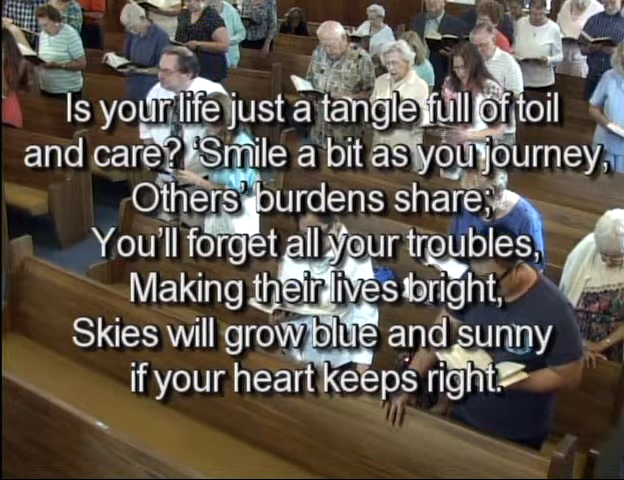 Is your life just a tangle full of toil
and care? ‘Smile a bit as you journey,
Others’ burdens share;
You’ll forget all your troubles,
Making their lives bright,
Skies will grow blue and sunny
if your heart keeps right.